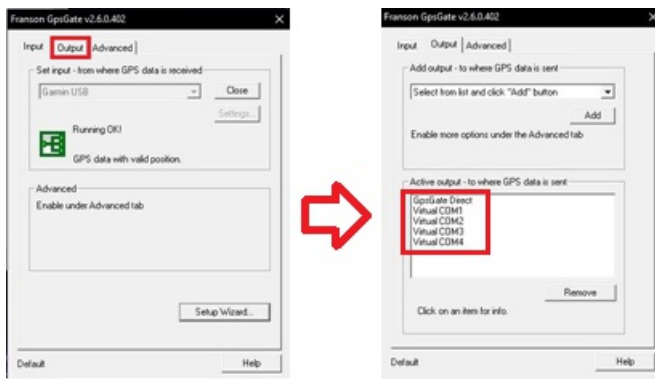 Franson GpsGate v2.6.0.402
Input Output Advanced
Set input - from where GPS data is received
Garmin USB
Close
Settings...
Running OK!
GPS data with valid position.
Advanced
Enable under Advanced tab
Setup Wizard...
Default
Help
Franson GpsGate v2.6.0.402
Input Output Advanced
Add output - to where GPS data is sent
Select from list and click "Add" button
Add
Enable more options under the Advanced tab
Active output - to where GPS data is sent
GpsGate Direct
Virtual COM1
Virtual COM2
Virtual COM3
Virtual COM4
Remove
Click on an item for info.
Default
Help